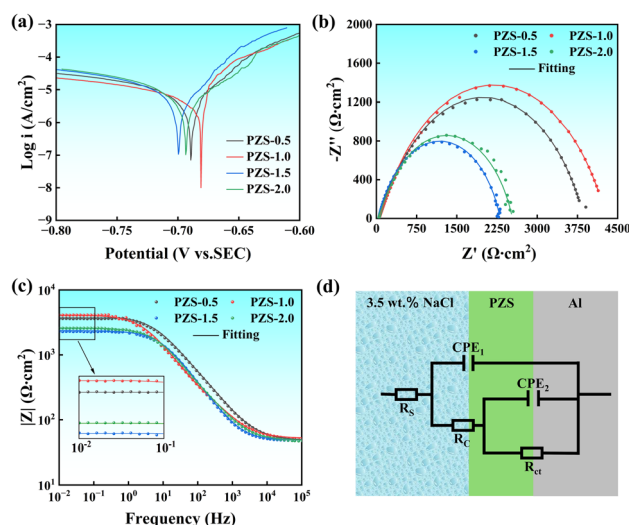 (a)
Log i (A/cm²)
−3
−4
−5
−6
−7
−8
−9
PZS-0.5
PZS-1.0
PZS-1.5
PZS-2.0
−0.80 −0.75 −0.70 −0.65 −0.60
Potential (V vs.SEC)
(b)
-Z'' (Ω·cm²)
2000
1600
1200
800
400
0
PZS-0.5 PZS-1.0
PZS-1.5 PZS-2.0
Fitting
0 750 1500 2250 3000 3750 4500
Z' (Ω·cm²)
(c)
|Z| (Ω·cm²)
10⁴
10³
10²
10¹
PZS-0.5 PZS-1.0
PZS-1.5 PZS-2.0
Fitting
10⁻² 10⁻¹
10⁻² 10⁻¹ 10⁰ 10¹ 10² 10³ 10⁴ 10⁵
Frequency (Hz)
(d)
3.5 wt.% NaCl PZS Al
CPE₁
CPE₂
R_S
R_C
R_ct